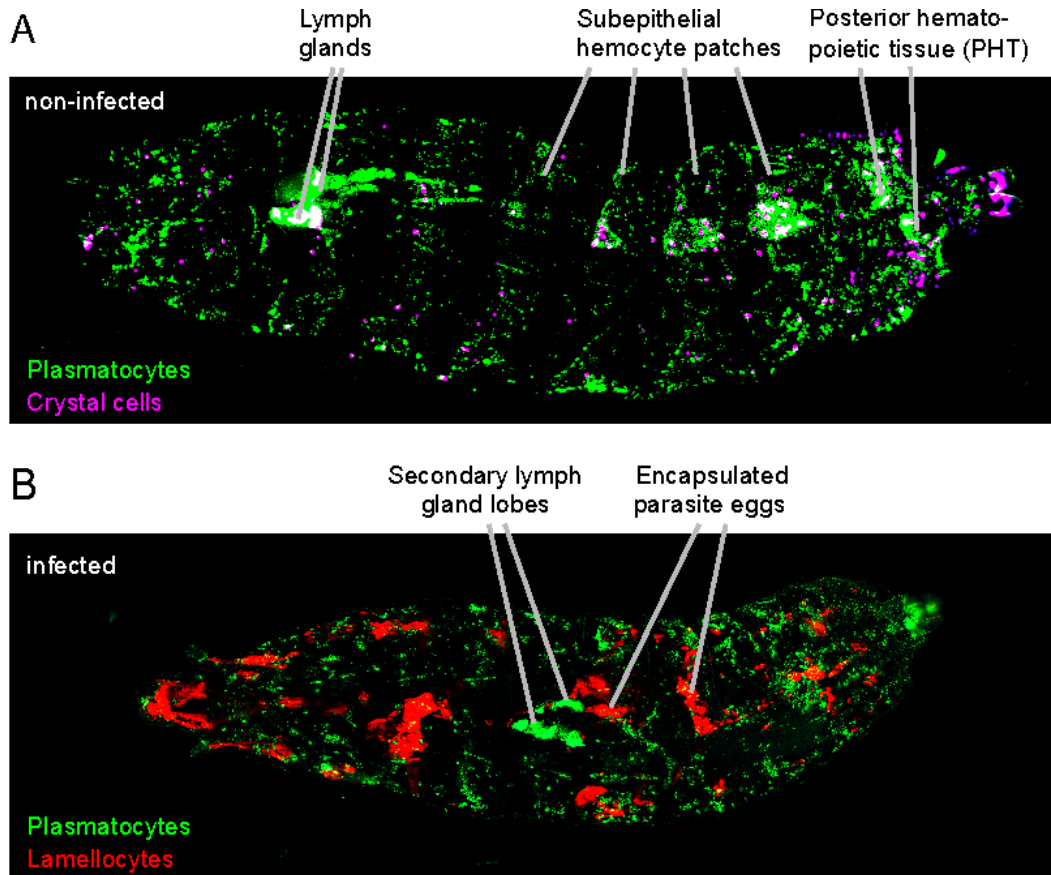 A
Lymph
glands
Subepithelial
hemocyte patches
Posterior hemato-
poietic tissue (PHT)
non-infected
Plasmatocytes
Crystal cells
B
Secondary lymph
gland lobes
Encapsulated
parasite eggs
infected
Plasmatocytes
Lamellocytes